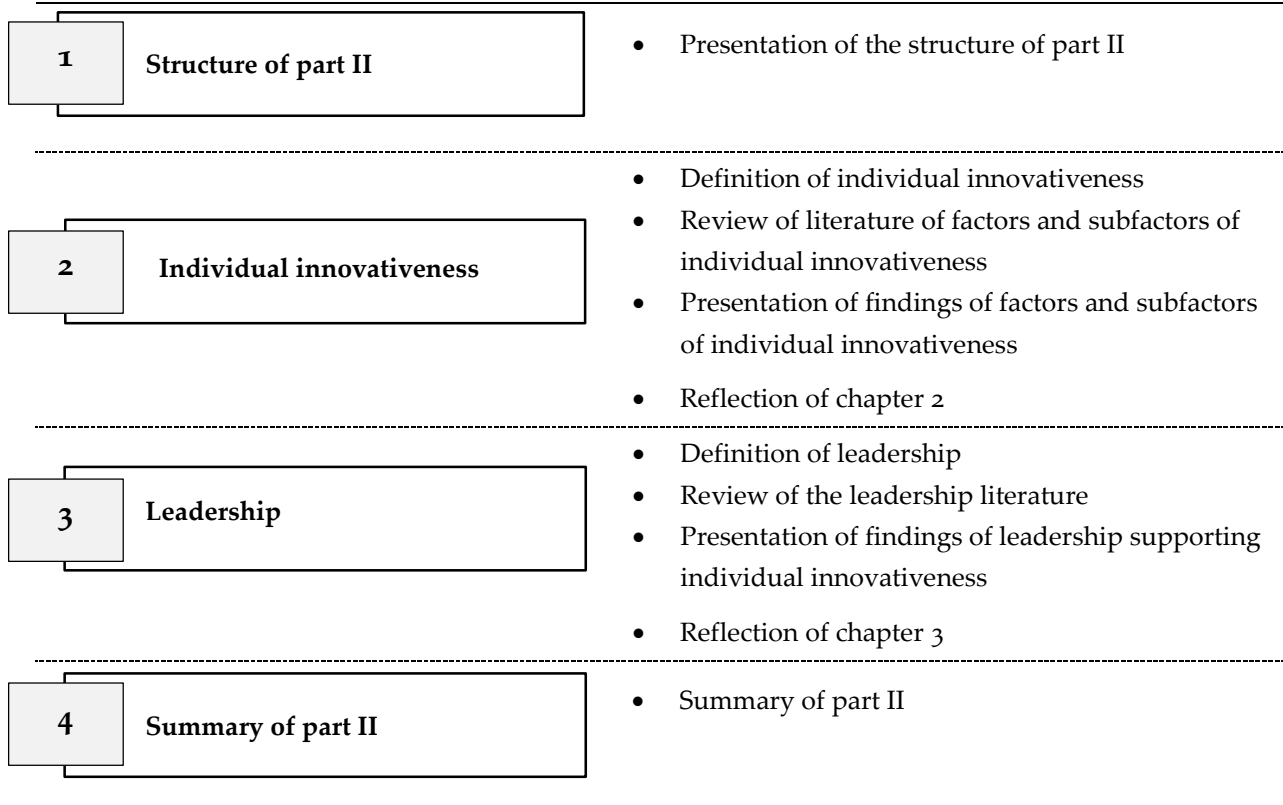 1
Structure of part II
• Presentation of the structure of part II
2
Individual innovativeness
• Definition of individual innovativeness
• Review of literature of factors and subfactors of
individual innovativeness
• Presentation of findings of factors and subfactors
of individual innovativeness
• Reflection of chapter 2
3
Leadership
• Definition of leadership
• Review of the leadership literature
• Presentation of findings of leadership supporting
individual innovativeness
• Reflection of chapter 3
4
Summary of part II
• Summary of part II